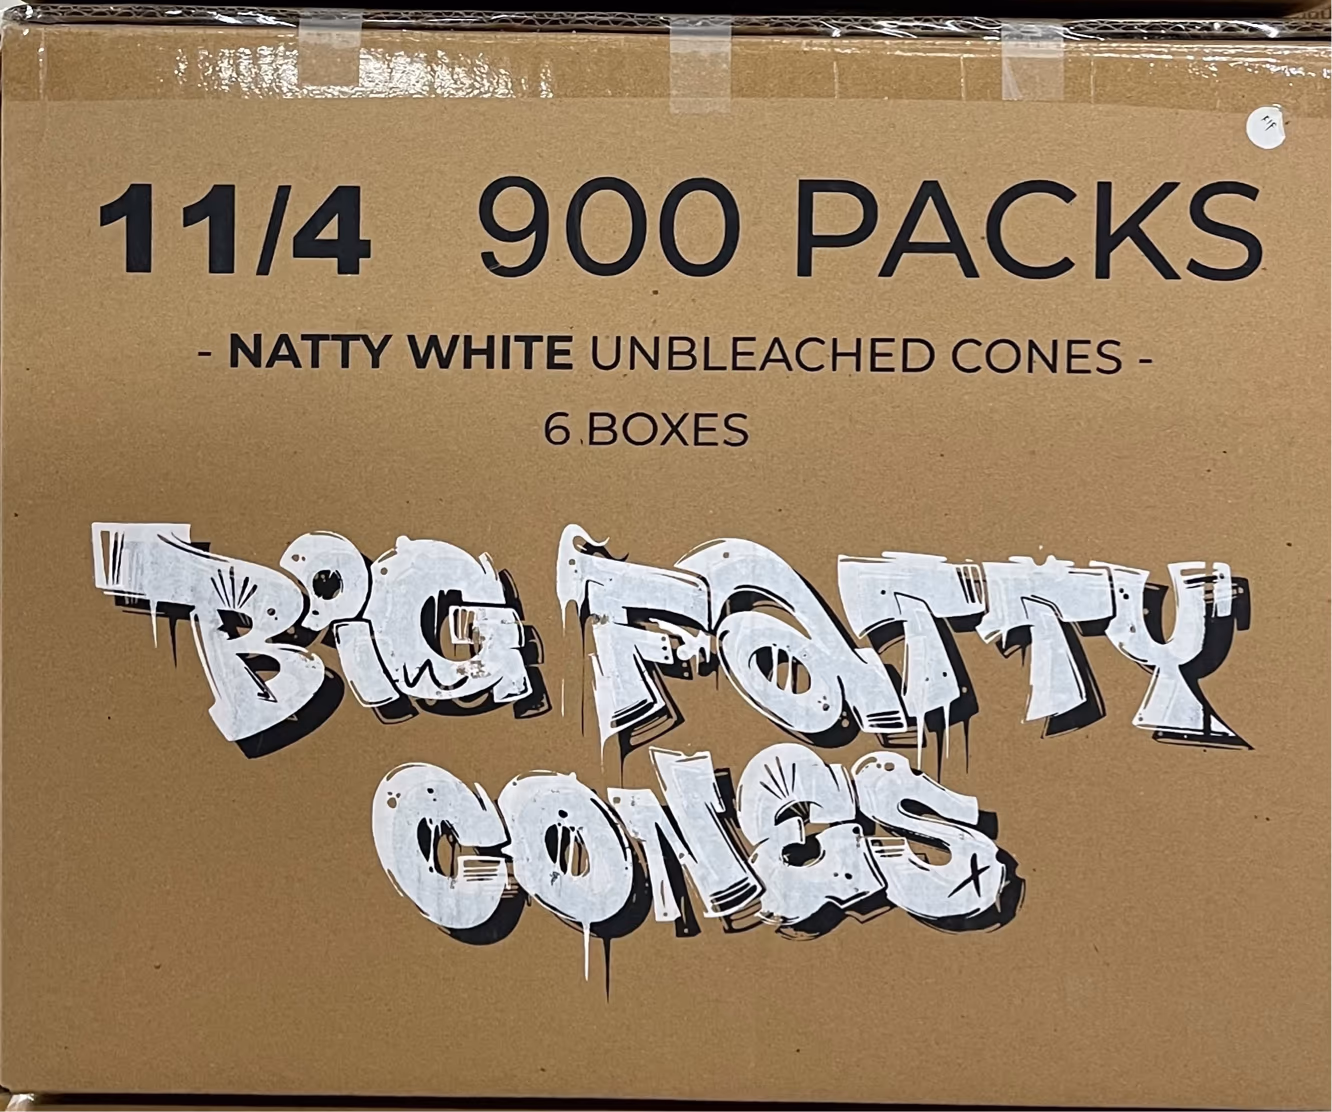 11/4 900 PACKS
- NATTY WHITE UNBLEACHED CONES -
6 BOXES
BiG FaTTY
CONES